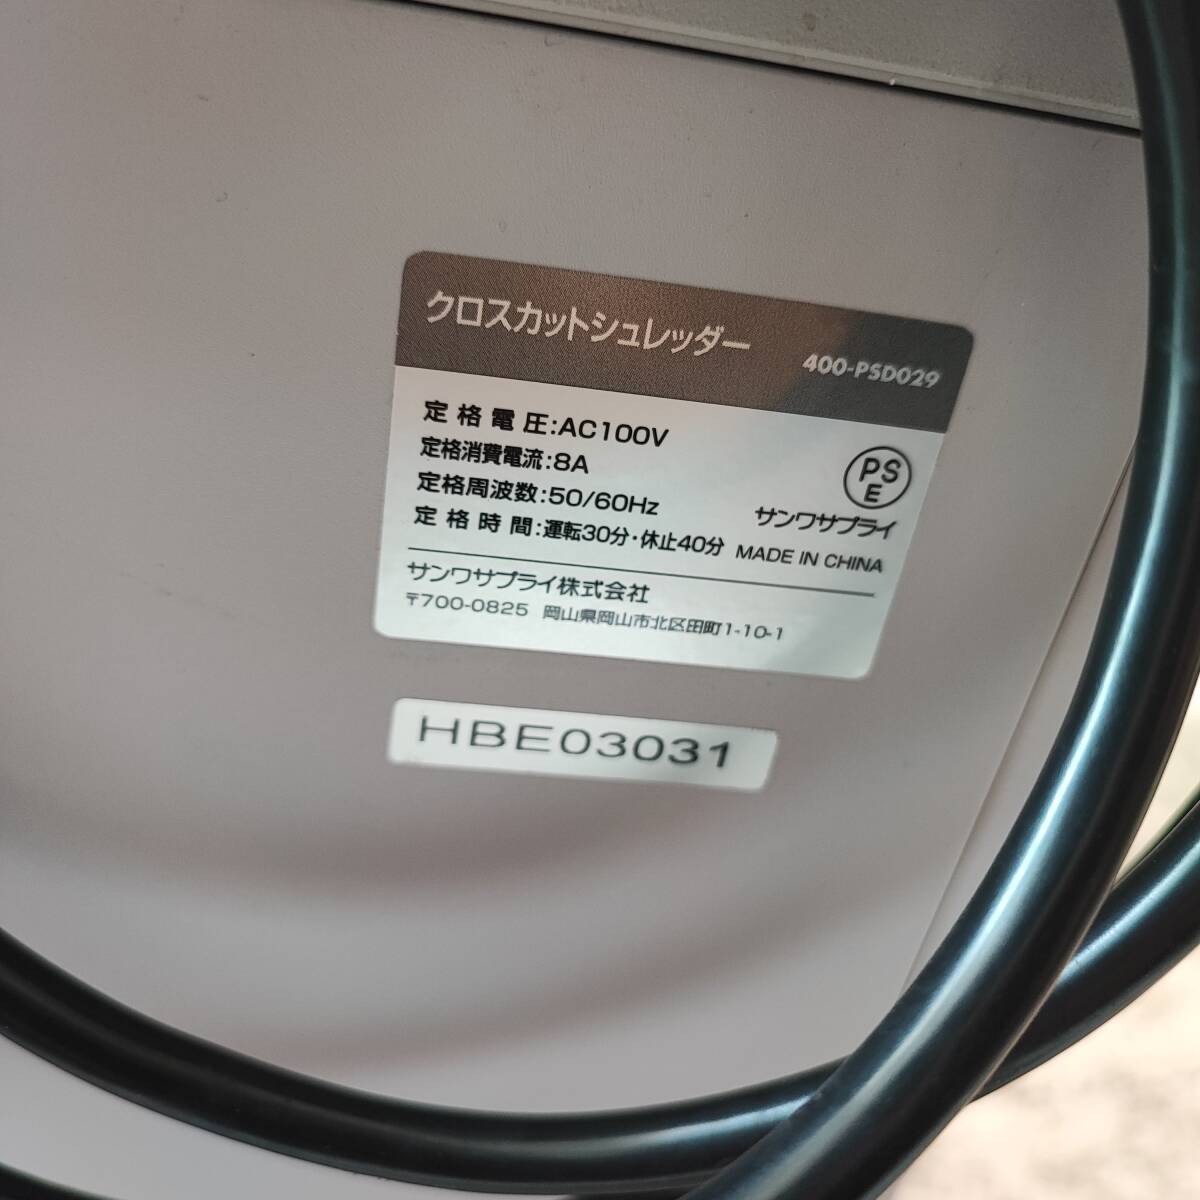 クロスカットシュレッダー 400-PSD029
定格電圧:AC100V
定格消費電流:8A
定格周波数:50/60Hz
定格時間:運転30分・休止40分
PS
E
サンワサプライ
MADE IN CHINA
サンワサプライ株式会社
〒700-0825 岡山県岡山市北区田町1-10-1
HBE03031